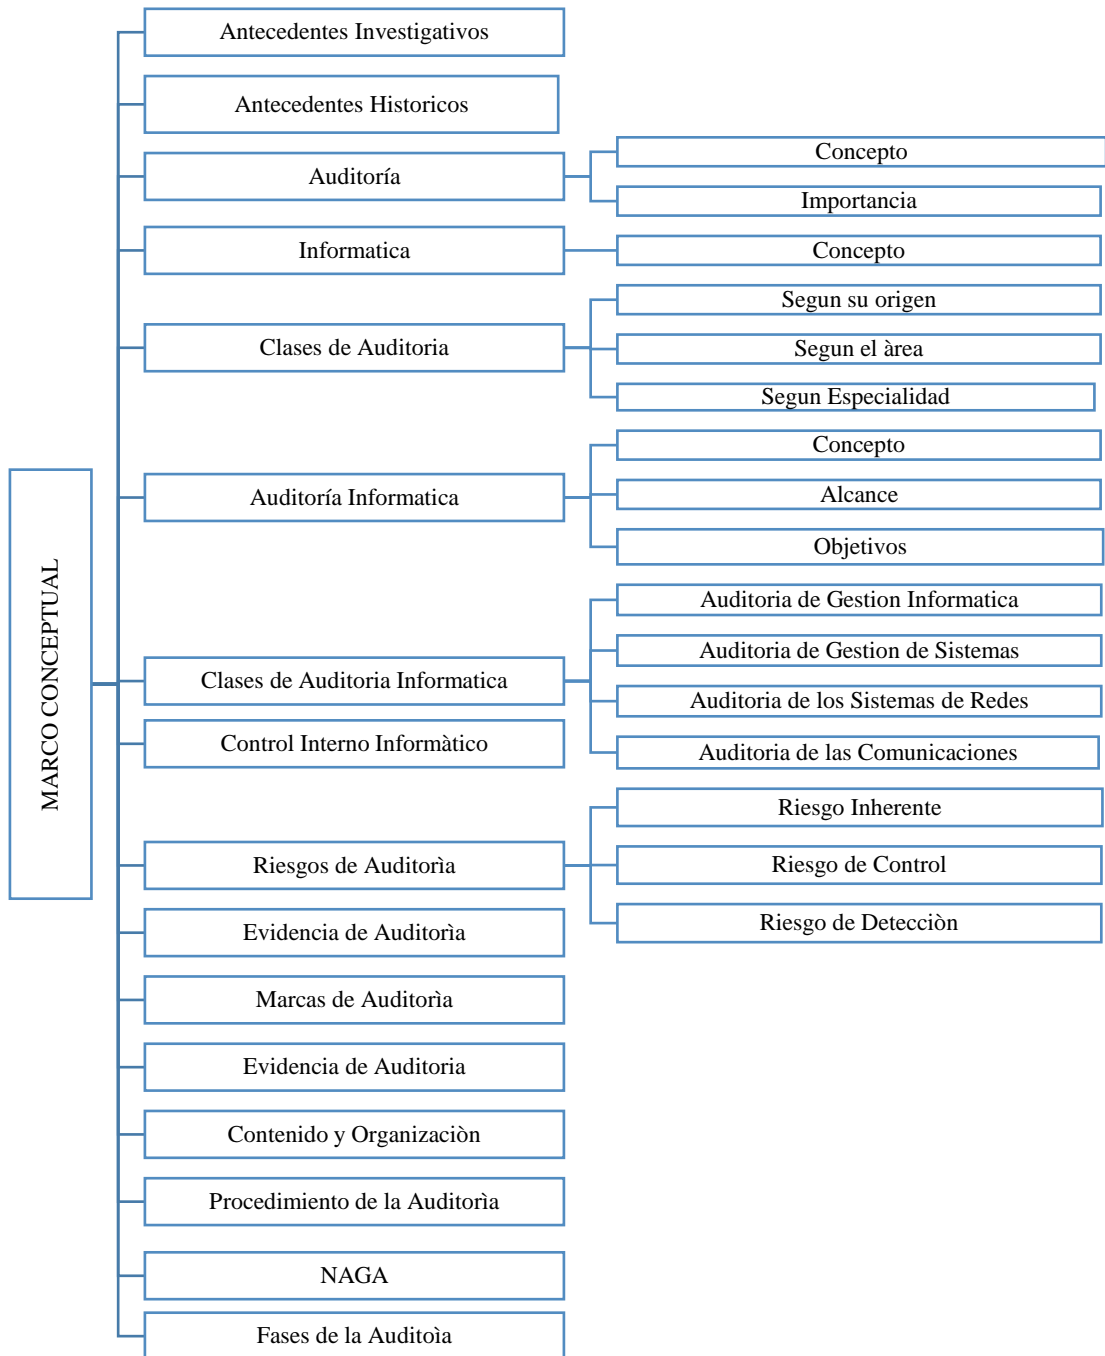 MARCO CONCEPTUAL
Antecedentes Investigativos
Antecedentes Historicos
Auditoría
Concepto
Importancia
Informatica
Concepto
Clases de Auditoria
Segun su origen
Segun el àrea
Segun Especialidad
Auditoría Informatica
Concepto
Alcance
Objetivos
Clases de Auditoria Informatica
Auditoria de Gestion Informatica
Auditoria de Gestion de Sistemas
Auditoria de los Sistemas de Redes
Auditoria de las Comunicaciones
Control Interno Informàtico
Riesgos de Auditorìa
Riesgo Inherente
Riesgo de Control
Riesgo de Detecciòn
Evidencia de Auditorìa
Marcas de Auditorìa
Evidencia de Auditoria
Contenido y Organizaciòn
Procedimiento de la Auditorìa
NAGA
Fases de la Auditoìa